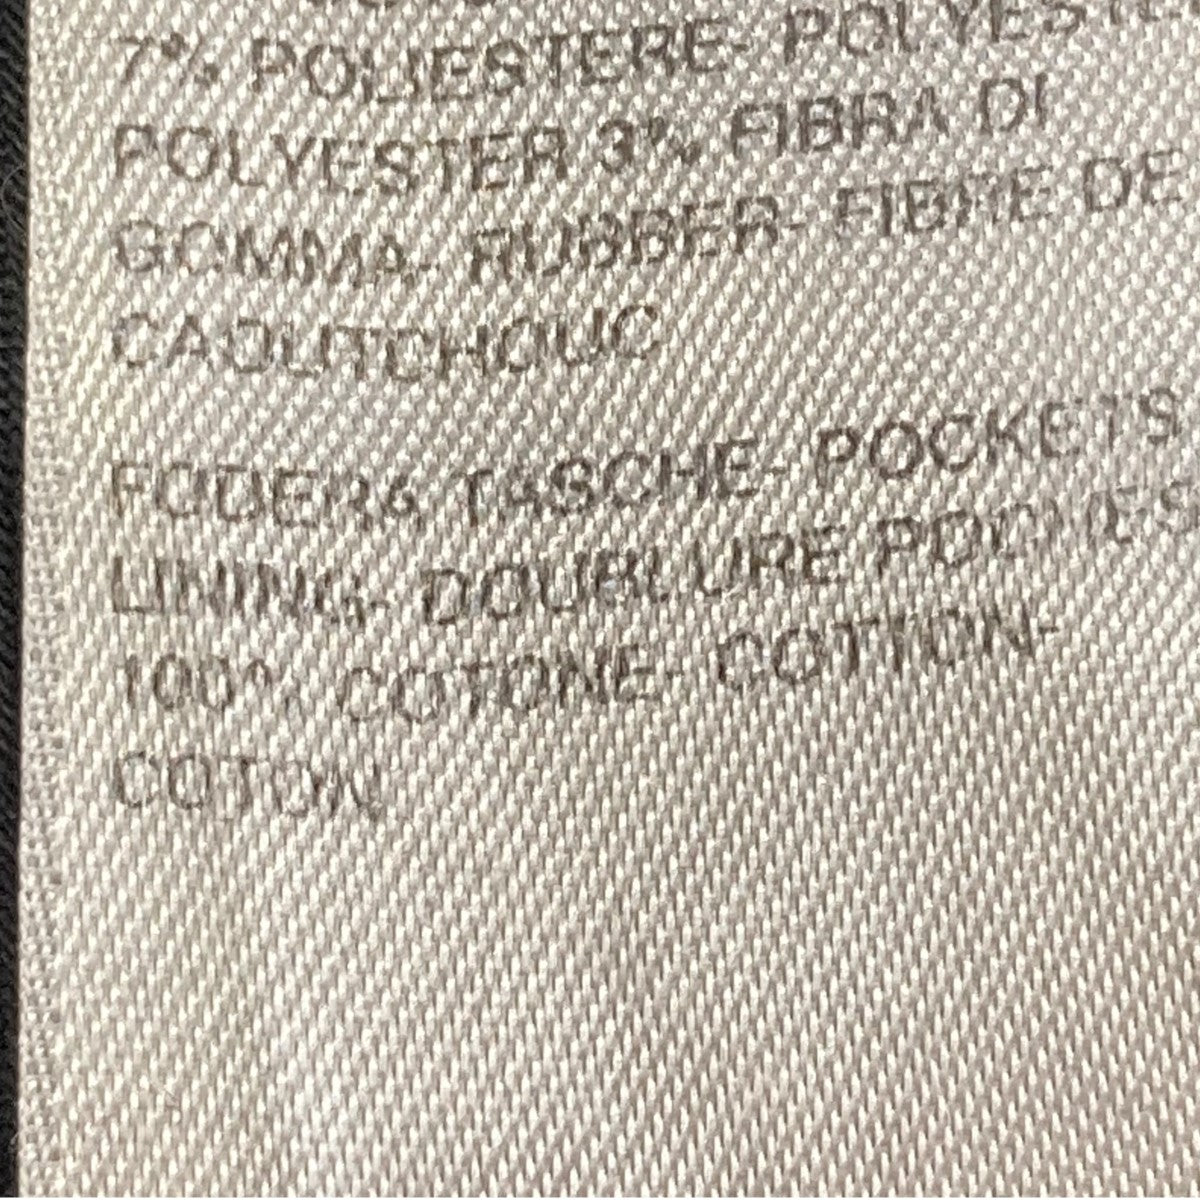 7% POLIESTERE- POLYESTE
POLYESTER 3% FIBRA DI
GOMMA- RUBBER- FIBRE DE
CAOUTCHOUC
FODERA TASCHE- POCKETS
LINING- DOUBLURE POCHES
100% COTONE- COTTON-
COTON